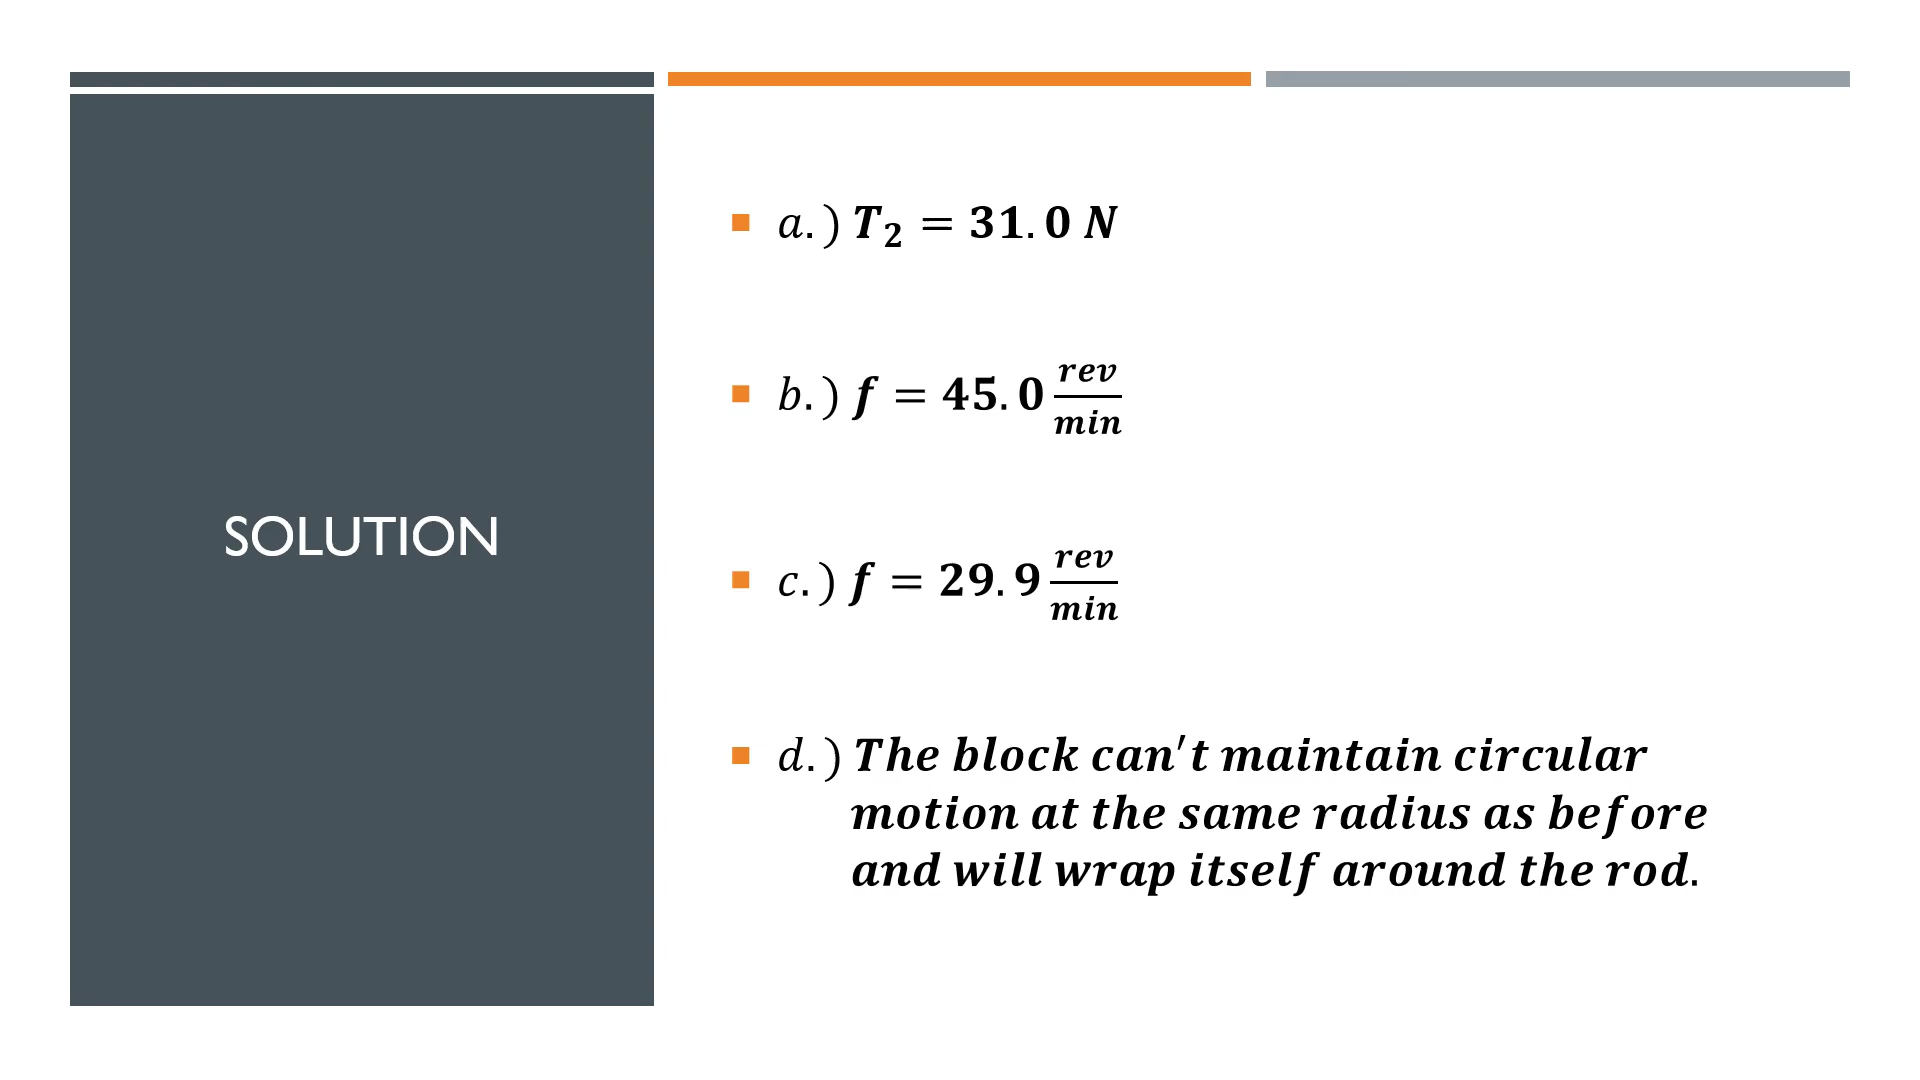 SOLUTION
▪ a.) T₂ = 31.0 N
▪ b.) f = 45.0 rev/min
▪ c.) f = 29.9 rev/min
▪ d.) The block can′t maintain circular
motion at the same radius as before
and will wrap itself around the rod.